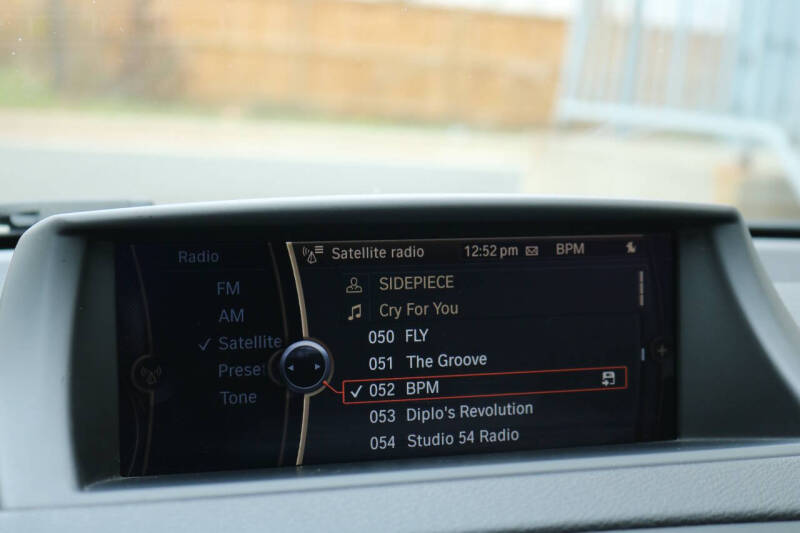 Radio
FM
AM
Satellite
Preset
Tone
Satellite radio 12:52 pm BPM
SIDEPIECE
Cry For You
050 FLY
051 The Groove
052 BPM
053 Diplo's Revolution
054 Studio 54 Radio